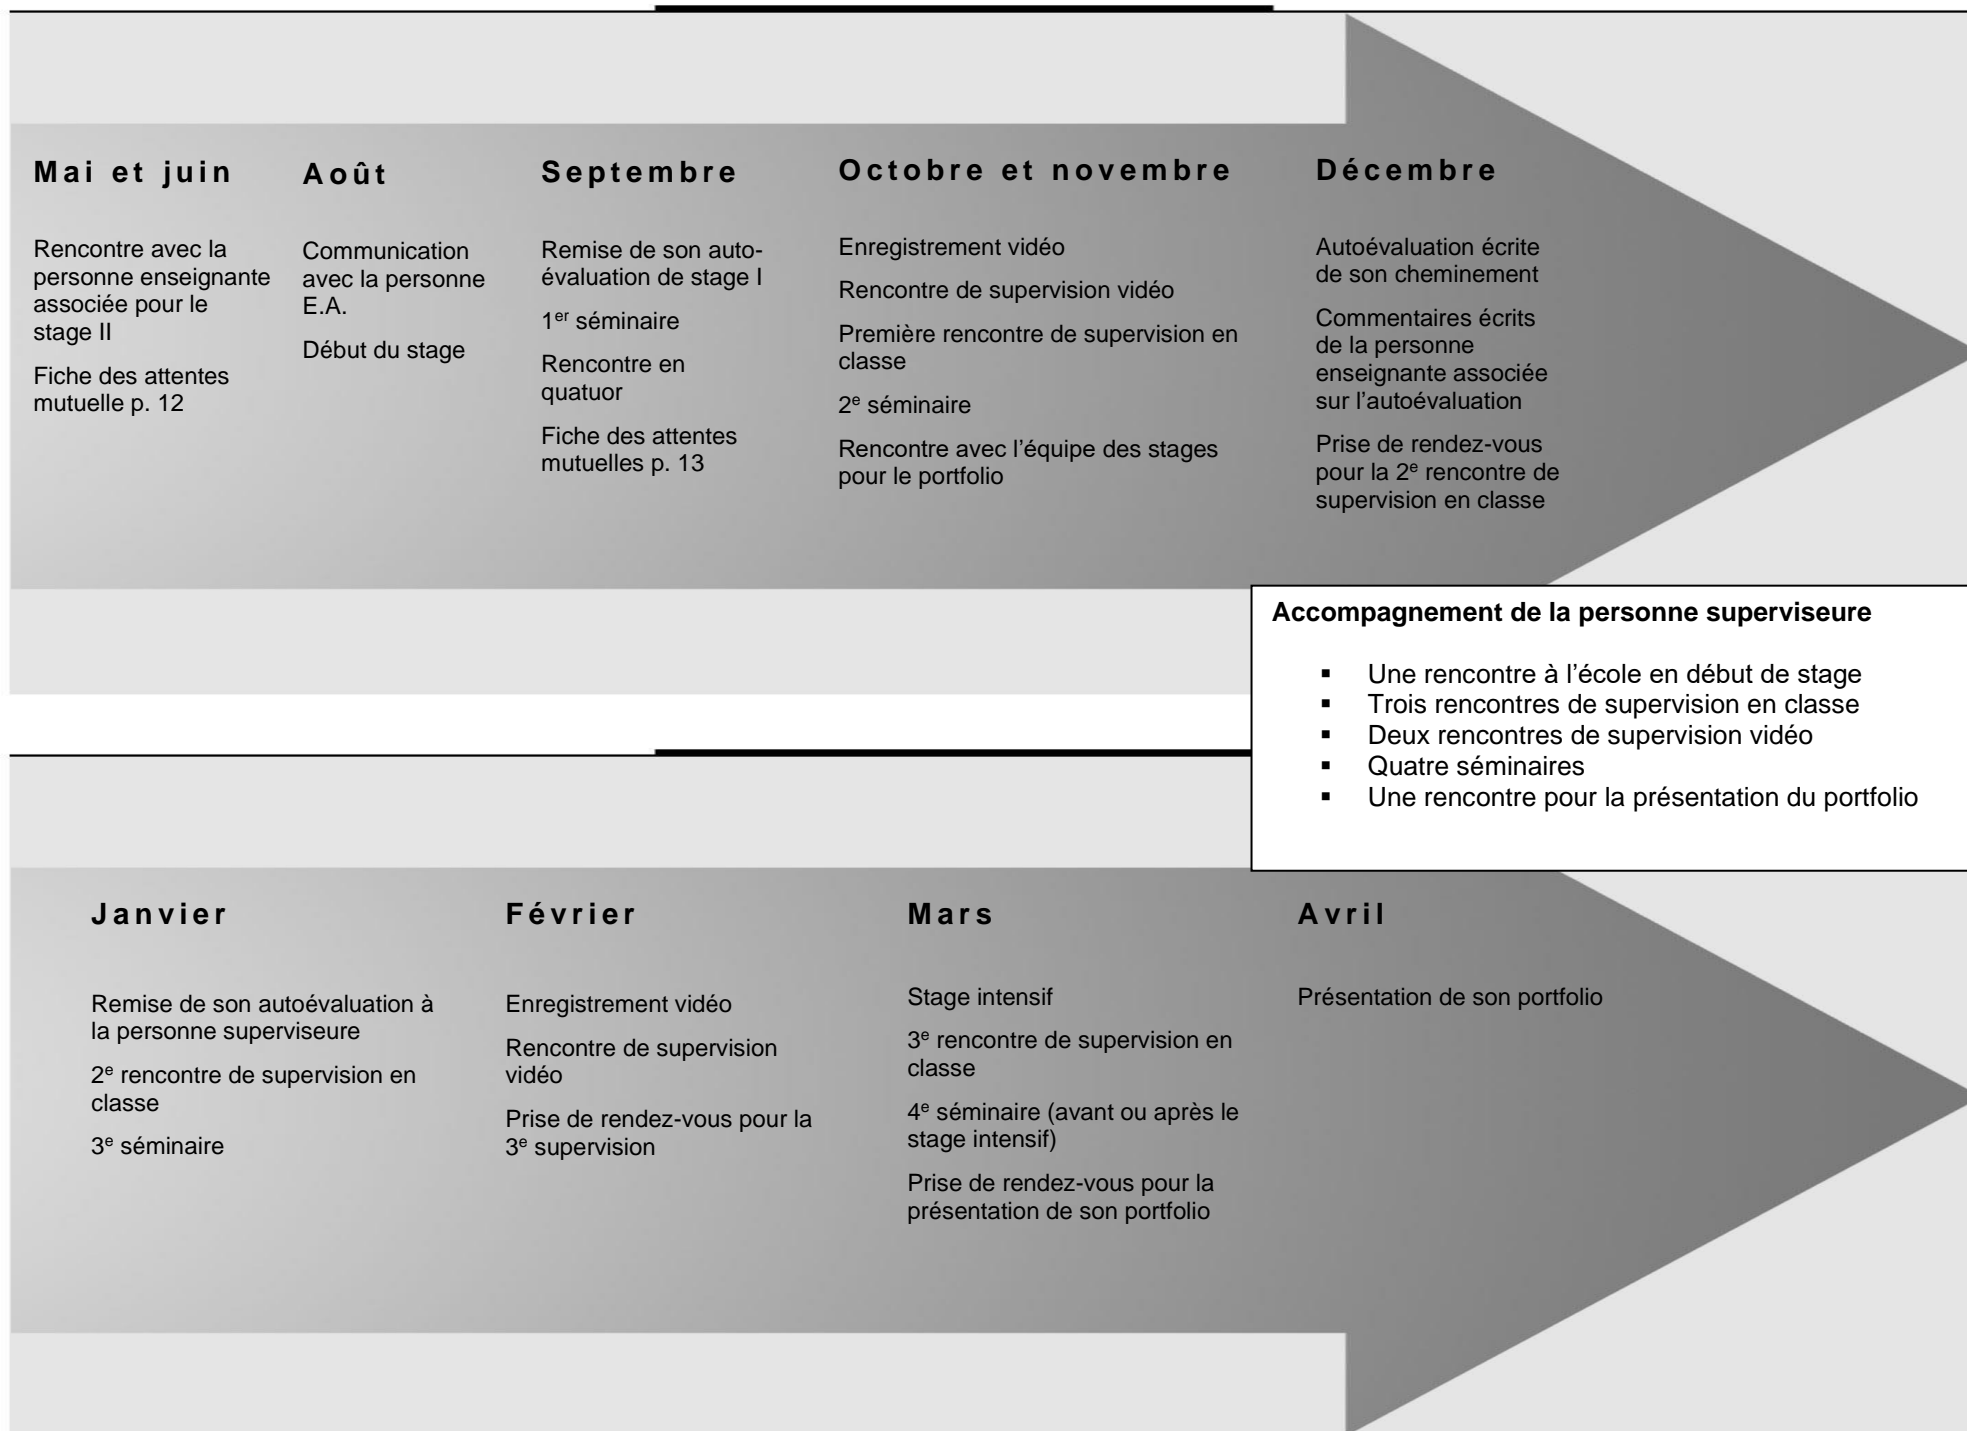 Mai et juin
Rencontre avec la
personne enseignante
associée pour le
stage II
Fiche des attentes
mutuelle p. 12
Août
Communication
avec la personne
E.A.
Début du stage
Septembre
Remise de son auto-
évaluation de stage I
1er séminaire
Rencontre en
quatuor
Fiche des attentes
mutuelles p. 13
Octobre et novembre
Enregistrement vidéo
Rencontre de supervision vidéo
Première rencontre de supervision en
classe
2e séminaire
Rencontre avec l’équipe des stages
pour le portfolio
Décembre
Autoévaluation écrite
de son cheminement
Commentaires écrits
de la personne
enseignante associée
sur l’autoévaluation
Prise de rendez-vous
pour la 2e rencontre de
supervision en classe
Accompagnement de la personne superviseure
▪ Une rencontre à l’école en début de stage
▪ Trois rencontres de supervision en classe
▪ Deux rencontres de supervision vidéo
▪ Quatre séminaires
▪ Une rencontre pour la présentation du portfolio
Janvier
Remise de son autoévaluation à
la personne superviseure
2e rencontre de supervision en
classe
3e séminaire
Février
Enregistrement vidéo
Rencontre de supervision
vidéo
Prise de rendez-vous pour la
3e supervision
Mars
Stage intensif
3e rencontre de supervision en
classe
4e séminaire (avant ou après le
stage intensif)
Prise de rendez-vous pour la
présentation de son portfolio
Avril
Présentation de son portfolio